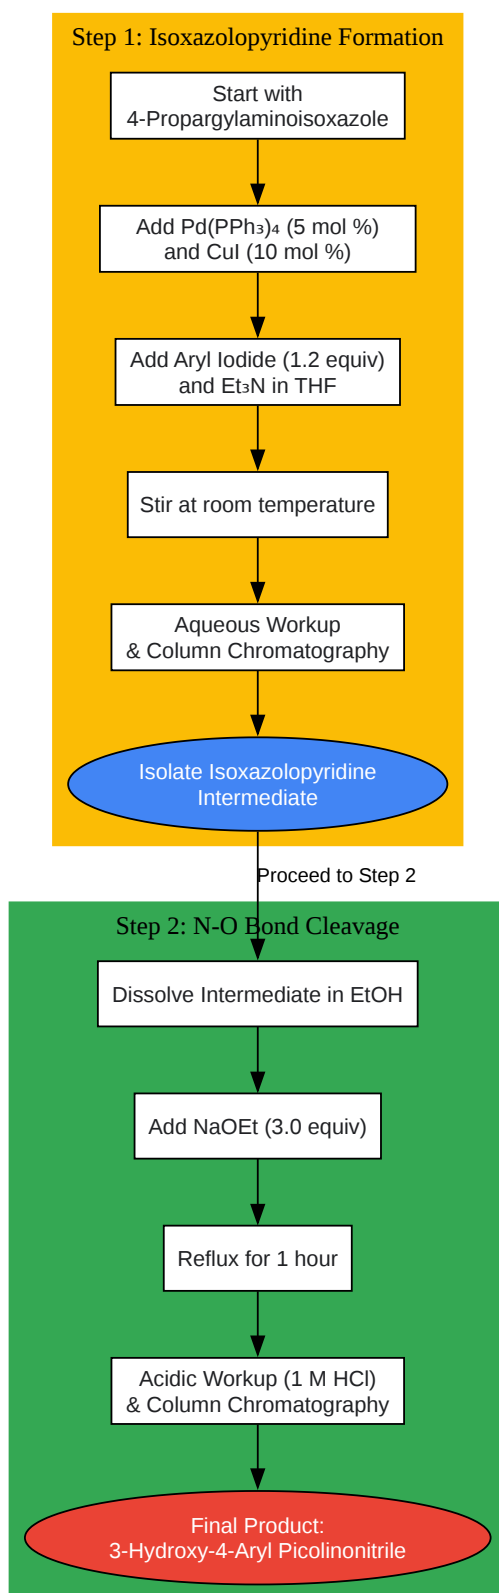 Step 1: Isoxazolopyridine Formation
Start with
4-Propargylaminoisoxazole
Add Pd(PPh₃)₄ (5 mol %)
and CuI (10 mol %)
Add Aryl Iodide (1.2 equiv)
and Et₃N in THF
Stir at room temperature
Aqueous Workup
& Column Chromatography
Isolate Isoxazolopyridine
Intermediate
Proceed to Step 2
Step 2: N-O Bond Cleavage
Dissolve Intermediate in EtOH
Add NaOEt (3.0 equiv)
Reflux for 1 hour
Acidic Workup (1 M HCl)
& Column Chromatography
Final Product:
3-Hydroxy-4-Aryl Picolinonitrile